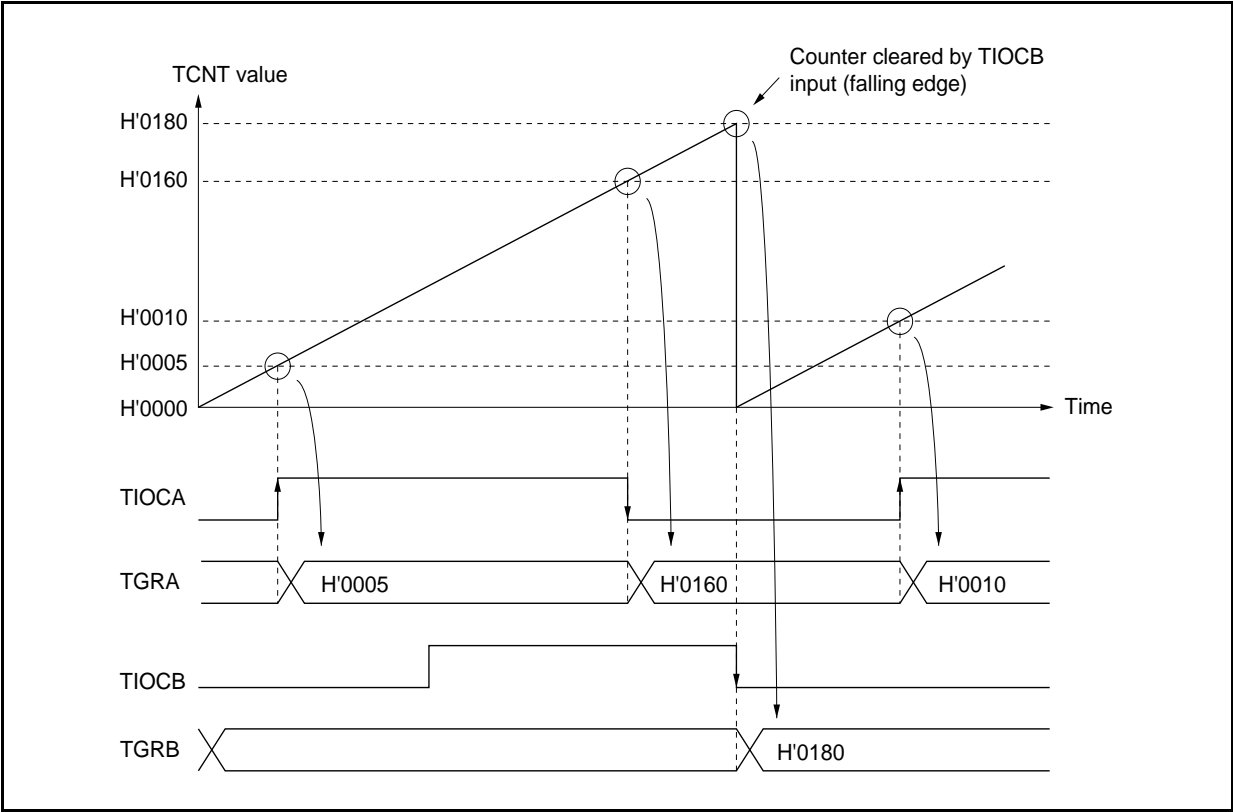 Counter cleared by TIOCB
input (falling edge)
TCNT value
H'0180
H'0160
H'0010
H'0005
H'0000
Time
TIOCA
TGRA
H'0005
H'0160
H'0010
TIOCB
TGRB
H'0180